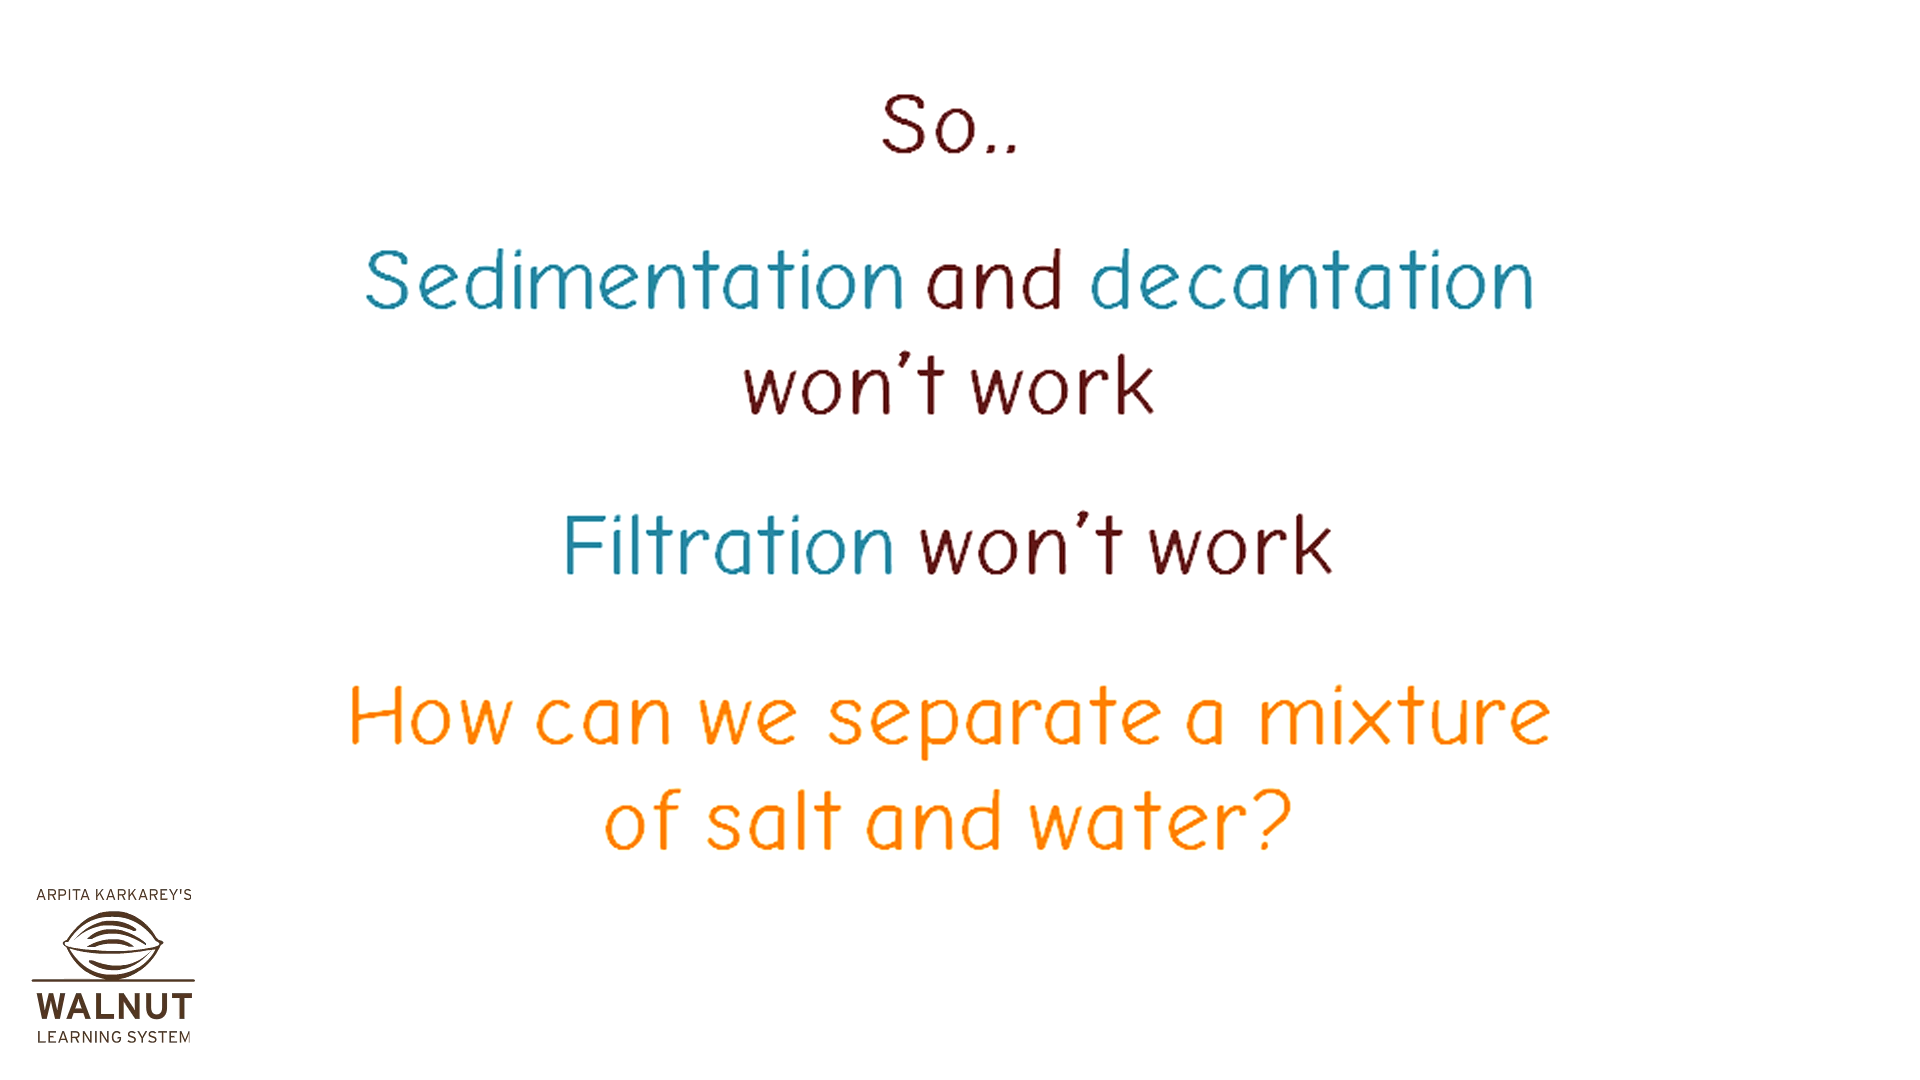 So..
Sedimentation and decantation
won't work
Filtration won't work
How can we separate a mixture
of salt and water?
ARPITA KARKAREY'S
WALNUT
LEARNING SYSTEM